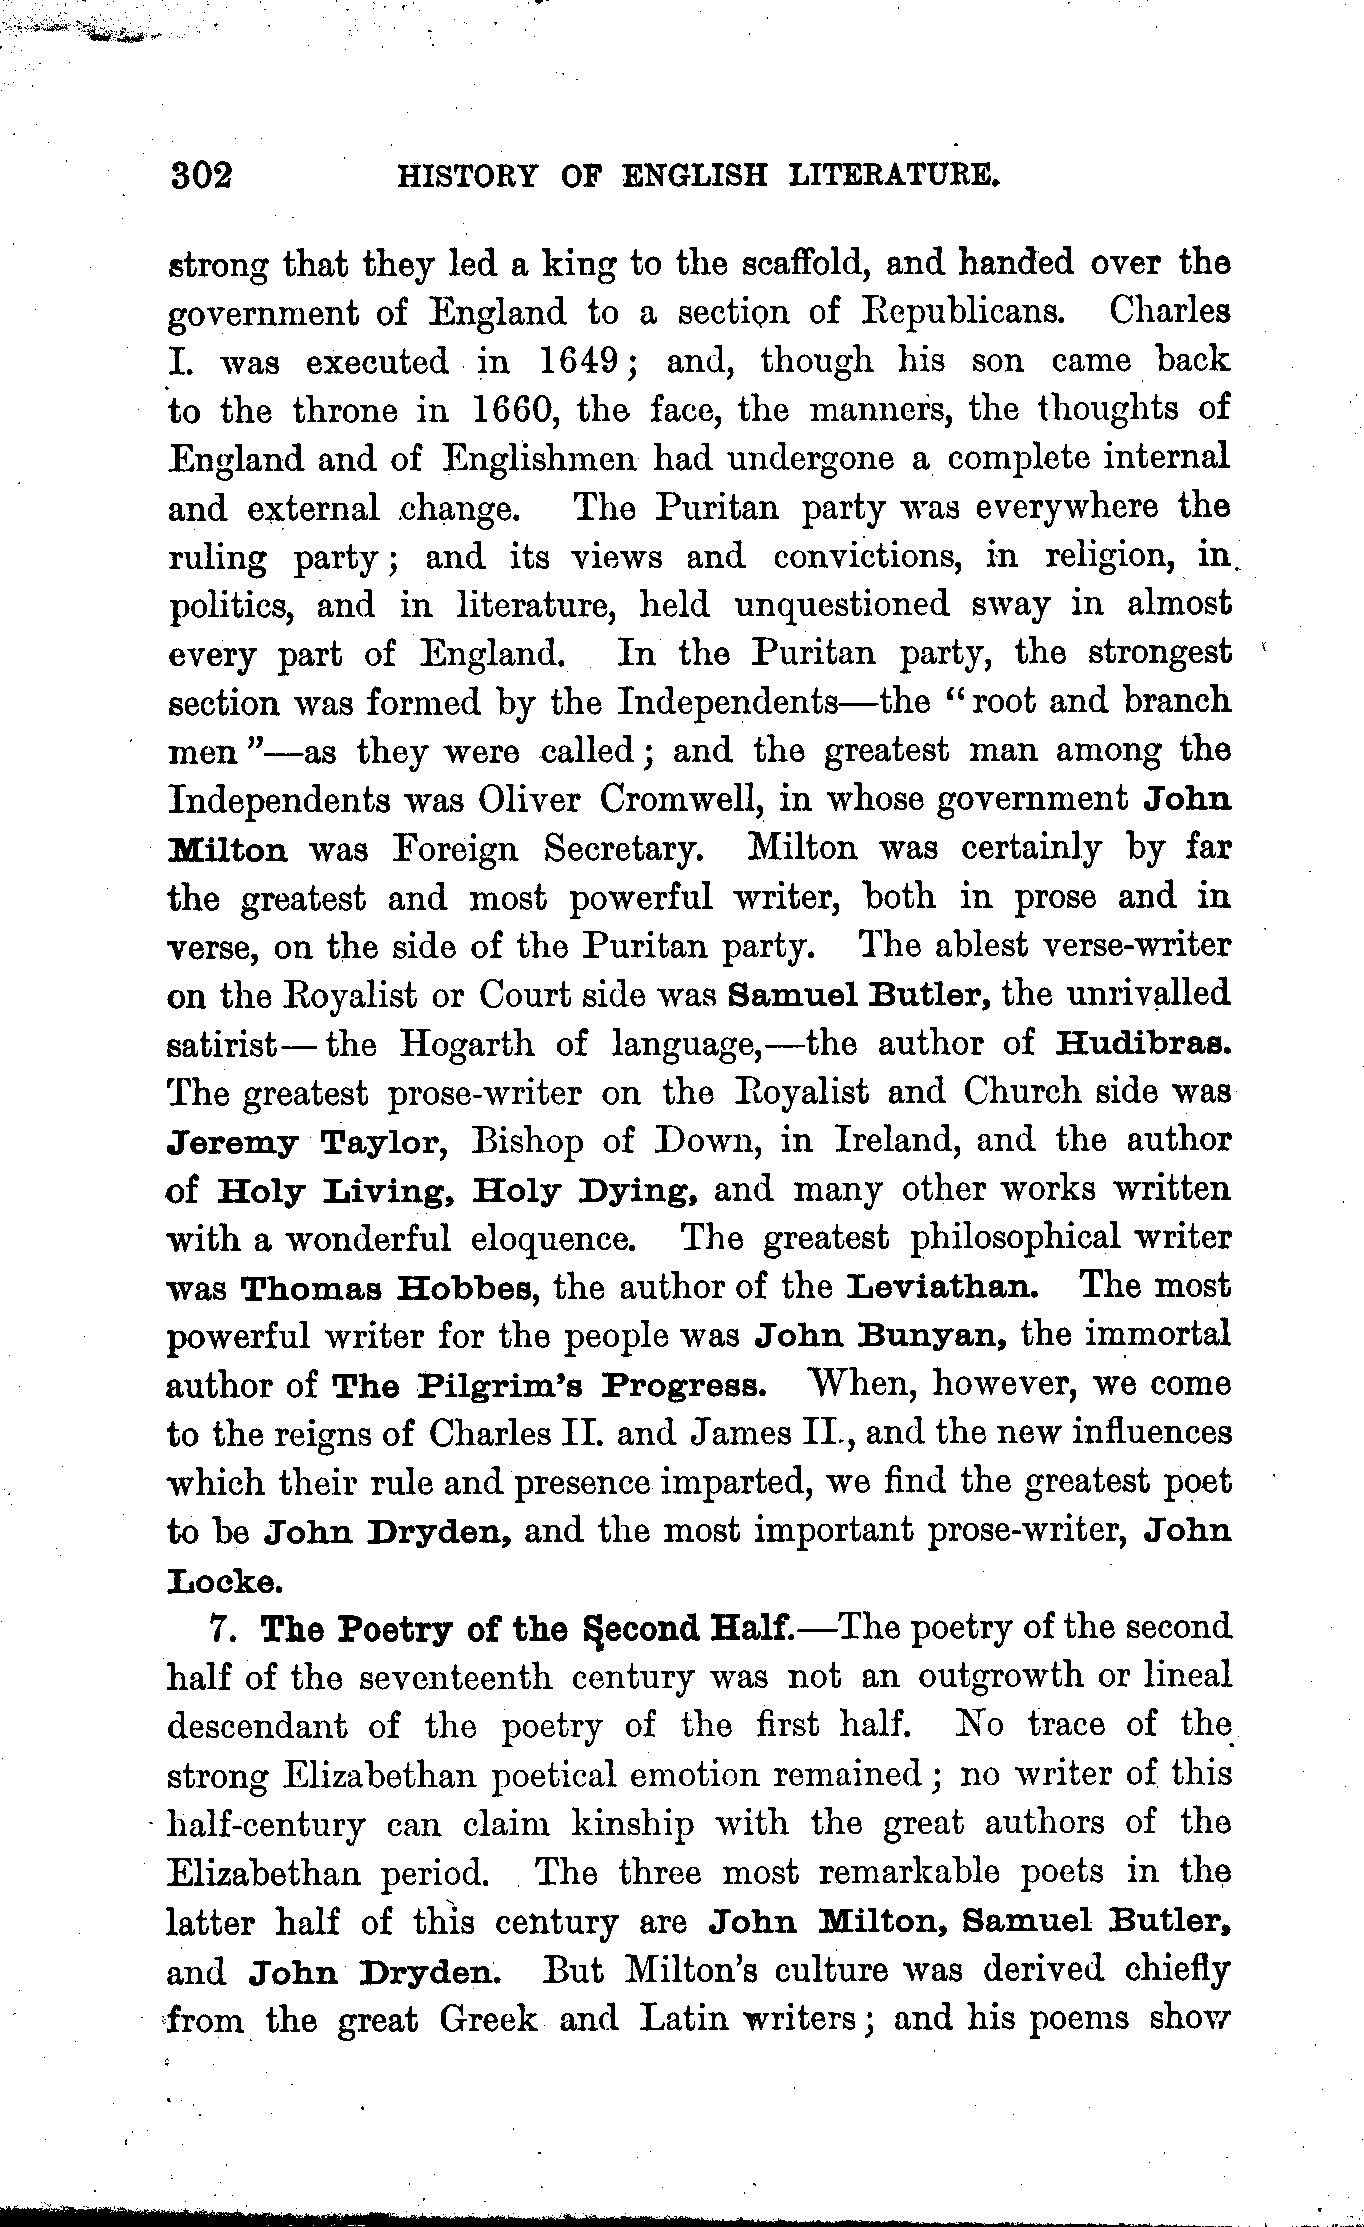 302 HISTORY OF ENGLISH LITERATURE.
strong that they led a king to the scaffold, and handed over the
government of England to a section of Republicans. Charles
I. was executed in 1649; and, though his son came back
to the throne in 1660, the face, the manners, the thoughts of
England and of Englishmen had undergone a complete internal
and external change. The Puritan party was everywhere the
ruling party; and its views and convictions, in religion, in
politics, and in literature, held unquestioned sway in almost
every part of England. In the Puritan party, the strongest
section was formed by the Independents—the "root and branch
men"—as they were called; and the greatest man among the
Independents was Oliver Cromwell, in whose government John
Milton was Foreign Secretary. Milton was certainly by far
the greatest and most powerful writer, both in prose and in
verse, on the side of the Puritan party. The ablest verse-writer
on the Royalist or Court side was Samuel Butler, the unrivalled
satirist—the Hogarth of language,—the author of Hudibras.
The greatest prose-writer on the Royalist and Church side was
Jeremy Taylor, Bishop of Down, in Ireland, and the author
of Holy Living, Holy Dying, and many other works written
with a wonderful eloquence. The greatest philosophical writer
was Thomas Hobbes, the author of the Leviathan. The most
powerful writer for the people was John Bunyan, the immortal
author of The Pilgrim's Progress. When, however, we come
to the reigns of Charles II. and James II., and the new influences
which their rule and presence imparted, we find the greatest poet
to be John Dryden, and the most important prose-writer, John
Locke.
7. The Poetry of the Second Half.—The poetry of the second
half of the seventeenth century was not an outgrowth or lineal
descendant of the poetry of the first half. No trace of the
strong Elizabethan poetical emotion remained; no writer of this
half-century can claim kinship with the great authors of the
Elizabethan period. The three most remarkable poets in the
latter half of this century are John Milton, Samuel Butler,
and John Dryden. But Milton's culture was derived chiefly
from the great Greek and Latin writers; and his poems show